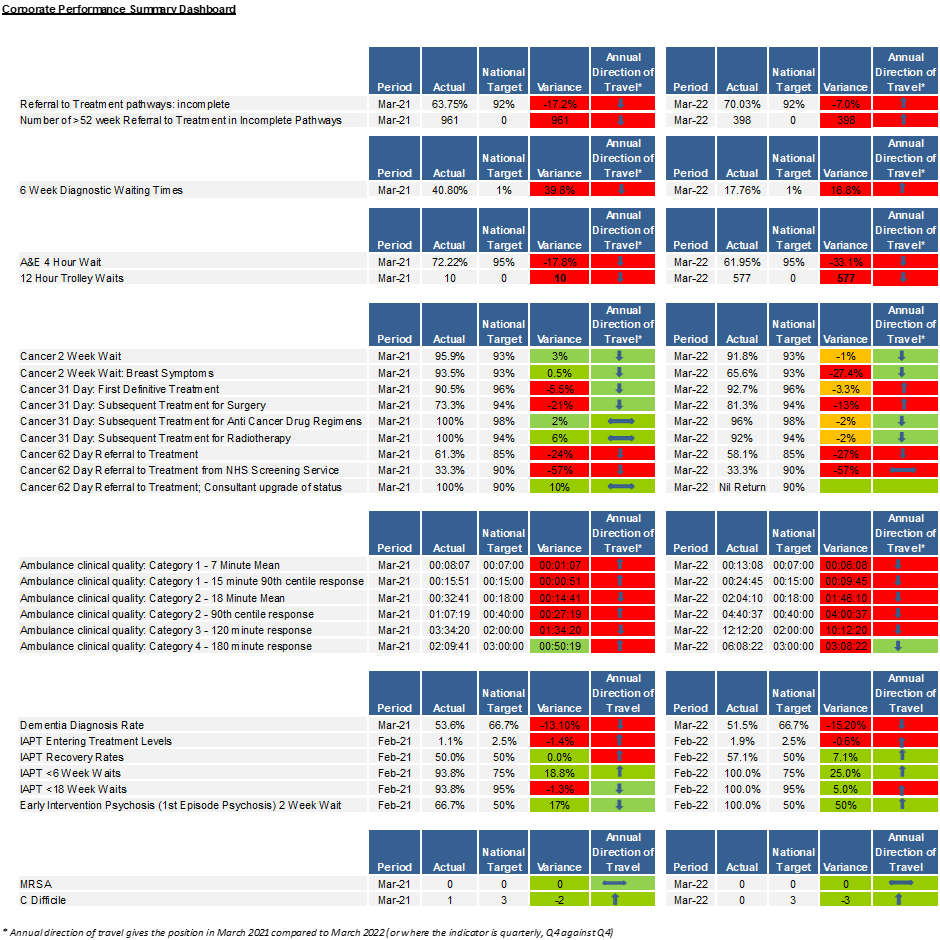 Corporate Performance Summary Dashboard
Annual Annual
National Direction of National Direction of
Period Actual Target Variance Travel* Period Actual Target Variance Travel*
Referral to Treatment pathways: incomplete Mar-21 63.75% 92% -17.2% Mar-22 70.03% 92% -7.0%
Number of >52 week Referral to Treatment in Incomplete Pathways Mar-21 961 0 961 Mar-22 398 0 398
Annual Annual
National Direction of National Direction of
Period Actual Target Variance Travel* Period Actual Target Variance Travel*
6 Week Diagnostic Waiting Times Mar-21 40.80% 1% 39.8% Mar-22 17.76% 1% 16.8%
Annual Annual
National Direction of National Direction of
Period Actual Target Variance Travel* Period Actual Target Variance Travel*
A&E 4 Hour Wait Mar-21 72.22% 95% -17.8% Mar-22 61.95% 95% -33.1%
12 Hour Trolley Waits Mar-21 10 0 10 Mar-22 577 0 577
Annual Annual
National Direction of National Direction of
Period Actual Target Variance Travel* Period Actual Target Variance Travel*
Cancer 2 Week Wait Mar-21 95.9% 93% 3% Mar-22 91.8% 93% -1%
Cancer 2 Week Wait: Breast Symptoms Mar-21 93.5% 93% 0.5% Mar-22 65.6% 93% -27.4%
Cancer 31 Day: First Definitive Treatment Mar-21 90.5% 96% -5.5% Mar-22 92.7% 96% -3.3%
Cancer 31 Day: Subsequent Treatment for Surgery Mar-21 73.3% 94% -21% Mar-22 81.3% 94% -13%
Cancer 31 Day: Subsequent Treatment for Anti Cancer Drug Regimens Mar-21 100% 98% 2% Mar-22 96% 98% -2%
Cancer 31 Day: Subsequent Treatment for Radiotherapy Mar-21 100% 94% 6% Mar-22 92% 94% -2%
Cancer 62 Day Referral to Treatment Mar-21 61.3% 85% -24% Mar-22 58.1% 85% -27%
Cancer 62 Day Referral to Treatment from NHS Screening Service Mar-21 33.3% 90% -57% Mar-22 33.3% 90% -57%
Cancer 62 Day Referral to Treatment; Consultant upgrade of status Mar-21 100% 90% 10% Mar-22 Nil Return 90%
Annual Annual
National Direction of National Direction of
Period Actual Target Variance Travel* Period Actual Target Variance Travel*
Ambulance clinical quality: Category 1 - 7 Minute Mean Mar-21 00:08:07 00:07:00 00:01:07 Mar-22 00:13:08 00:07:00 00:06:08
Ambulance clinical quality: Category 1 - 15 minute 90th centile response Mar-21 00:15:51 00:15:00 00:00:51 Mar-22 00:24:45 00:15:00 00:09:45
Ambulance clinical quality: Category 2 - 18 Minute Mean Mar-21 00:32:41 00:18:00 00:14:41 Mar-22 02:04:10 00:18:00 01:46:10
Ambulance clinical quality: Category 2 - 90th centile response Mar-21 01:07:19 00:40:00 00:27:19 Mar-22 04:40:37 00:40:00 04:00:37
Ambulance clinical quality: Category 3 - 120 minute response Mar-21 03:34:20 02:00:00 01:34:20 Mar-22 12:12:20 02:00:00 10:12:20
Ambulance clinical quality: Category 4 - 180 minute response Mar-21 02:09:41 03:00:00 00:50:19 Mar-22 06:08:22 03:00:00 03:08:22
Annual Annual
National Direction of National Direction of
Period Actual Target Variance Travel Period Actual Target Variance Travel
Dementia Diagnosis Rate Mar-21 53.6% 66.7% -13.10% Mar-22 51.5% 66.7% -15.20%
IAPT Entering Treatment Levels Feb-21 1.1% 2.5% -1.4% Feb-22 1.9% 2.5% -0.6%
IAPT Recovery Rates Feb-21 50.0% 50% 0.0% Feb-22 57.1% 50% 7.1%
IAPT <6 Week Waits Feb-21 93.8% 75% 18.8% Feb-22 100.0% 75% 25.0%
IAPT <18 Week Waits Feb-21 93.8% 95% -1.3% Feb-22 100.0% 95% 5.0%
Early Intervention Psychosis (1st Episode Psychosis) 2 Week Wait Feb-21 66.7% 50% 17% Feb-22 100.0% 50% 50%
Annual Annual
National Direction of National Direction of
Period Actual Target Variance Travel Period Actual Target Variance Travel
MRSA Mar-21 0 0 0 Mar-22 0 0 0
C Difficile Mar-21 1 3 -2 Mar-22 0 3 -3
* Annual direction of travel gives the position in March 2021 compared to March 2022 (or where the indicator is quarterly, Q4 against Q4)